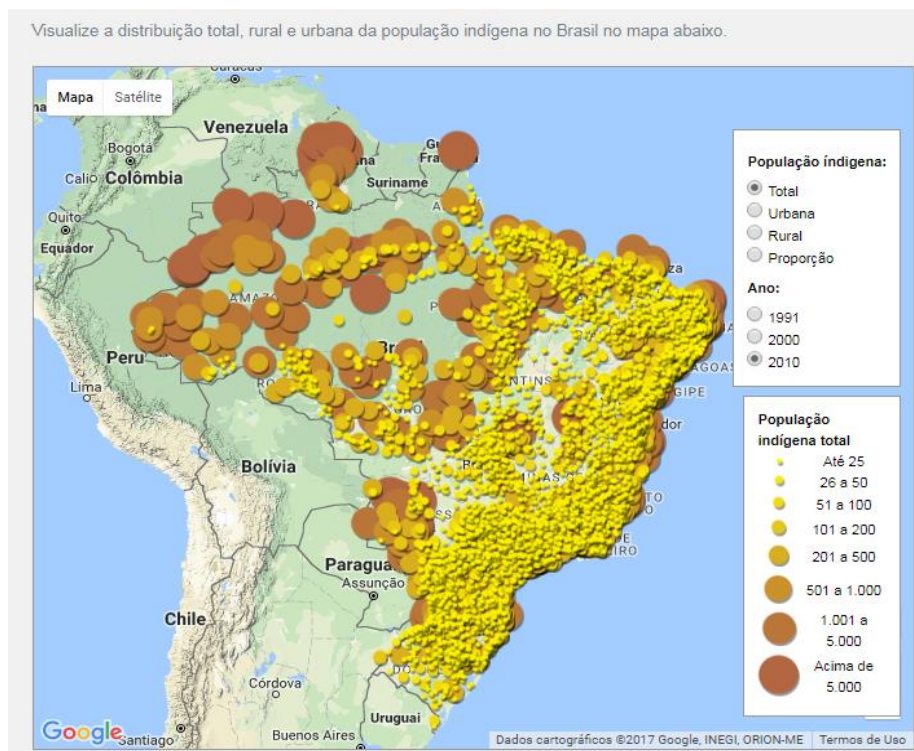 Visualize a distribuição total, rural e urbana da população indígena no Brasil no mapa abaixo.
Mapa Satélite
Venezuela
Bogotá
Colômbia
Cali
Suriname
Quito
Equador
População índigena:
Total
Urbana
Rural
Proporção
Ano:
1991
2000
2010
Peru
Lima
Bolívia
Paragua
Assunção
Chile
Córdova
Uruguai
Buenos Aires
Santiago
População
indígena total
Até 25
26 a 50
51 a 100
101 a 200
201 a 500
501 a 1.000
1.001 a
5.000
Acima de
5.000
Google
Dados cartográficos ©2017 Google, INEGI, ORION-ME
Termos de Uso